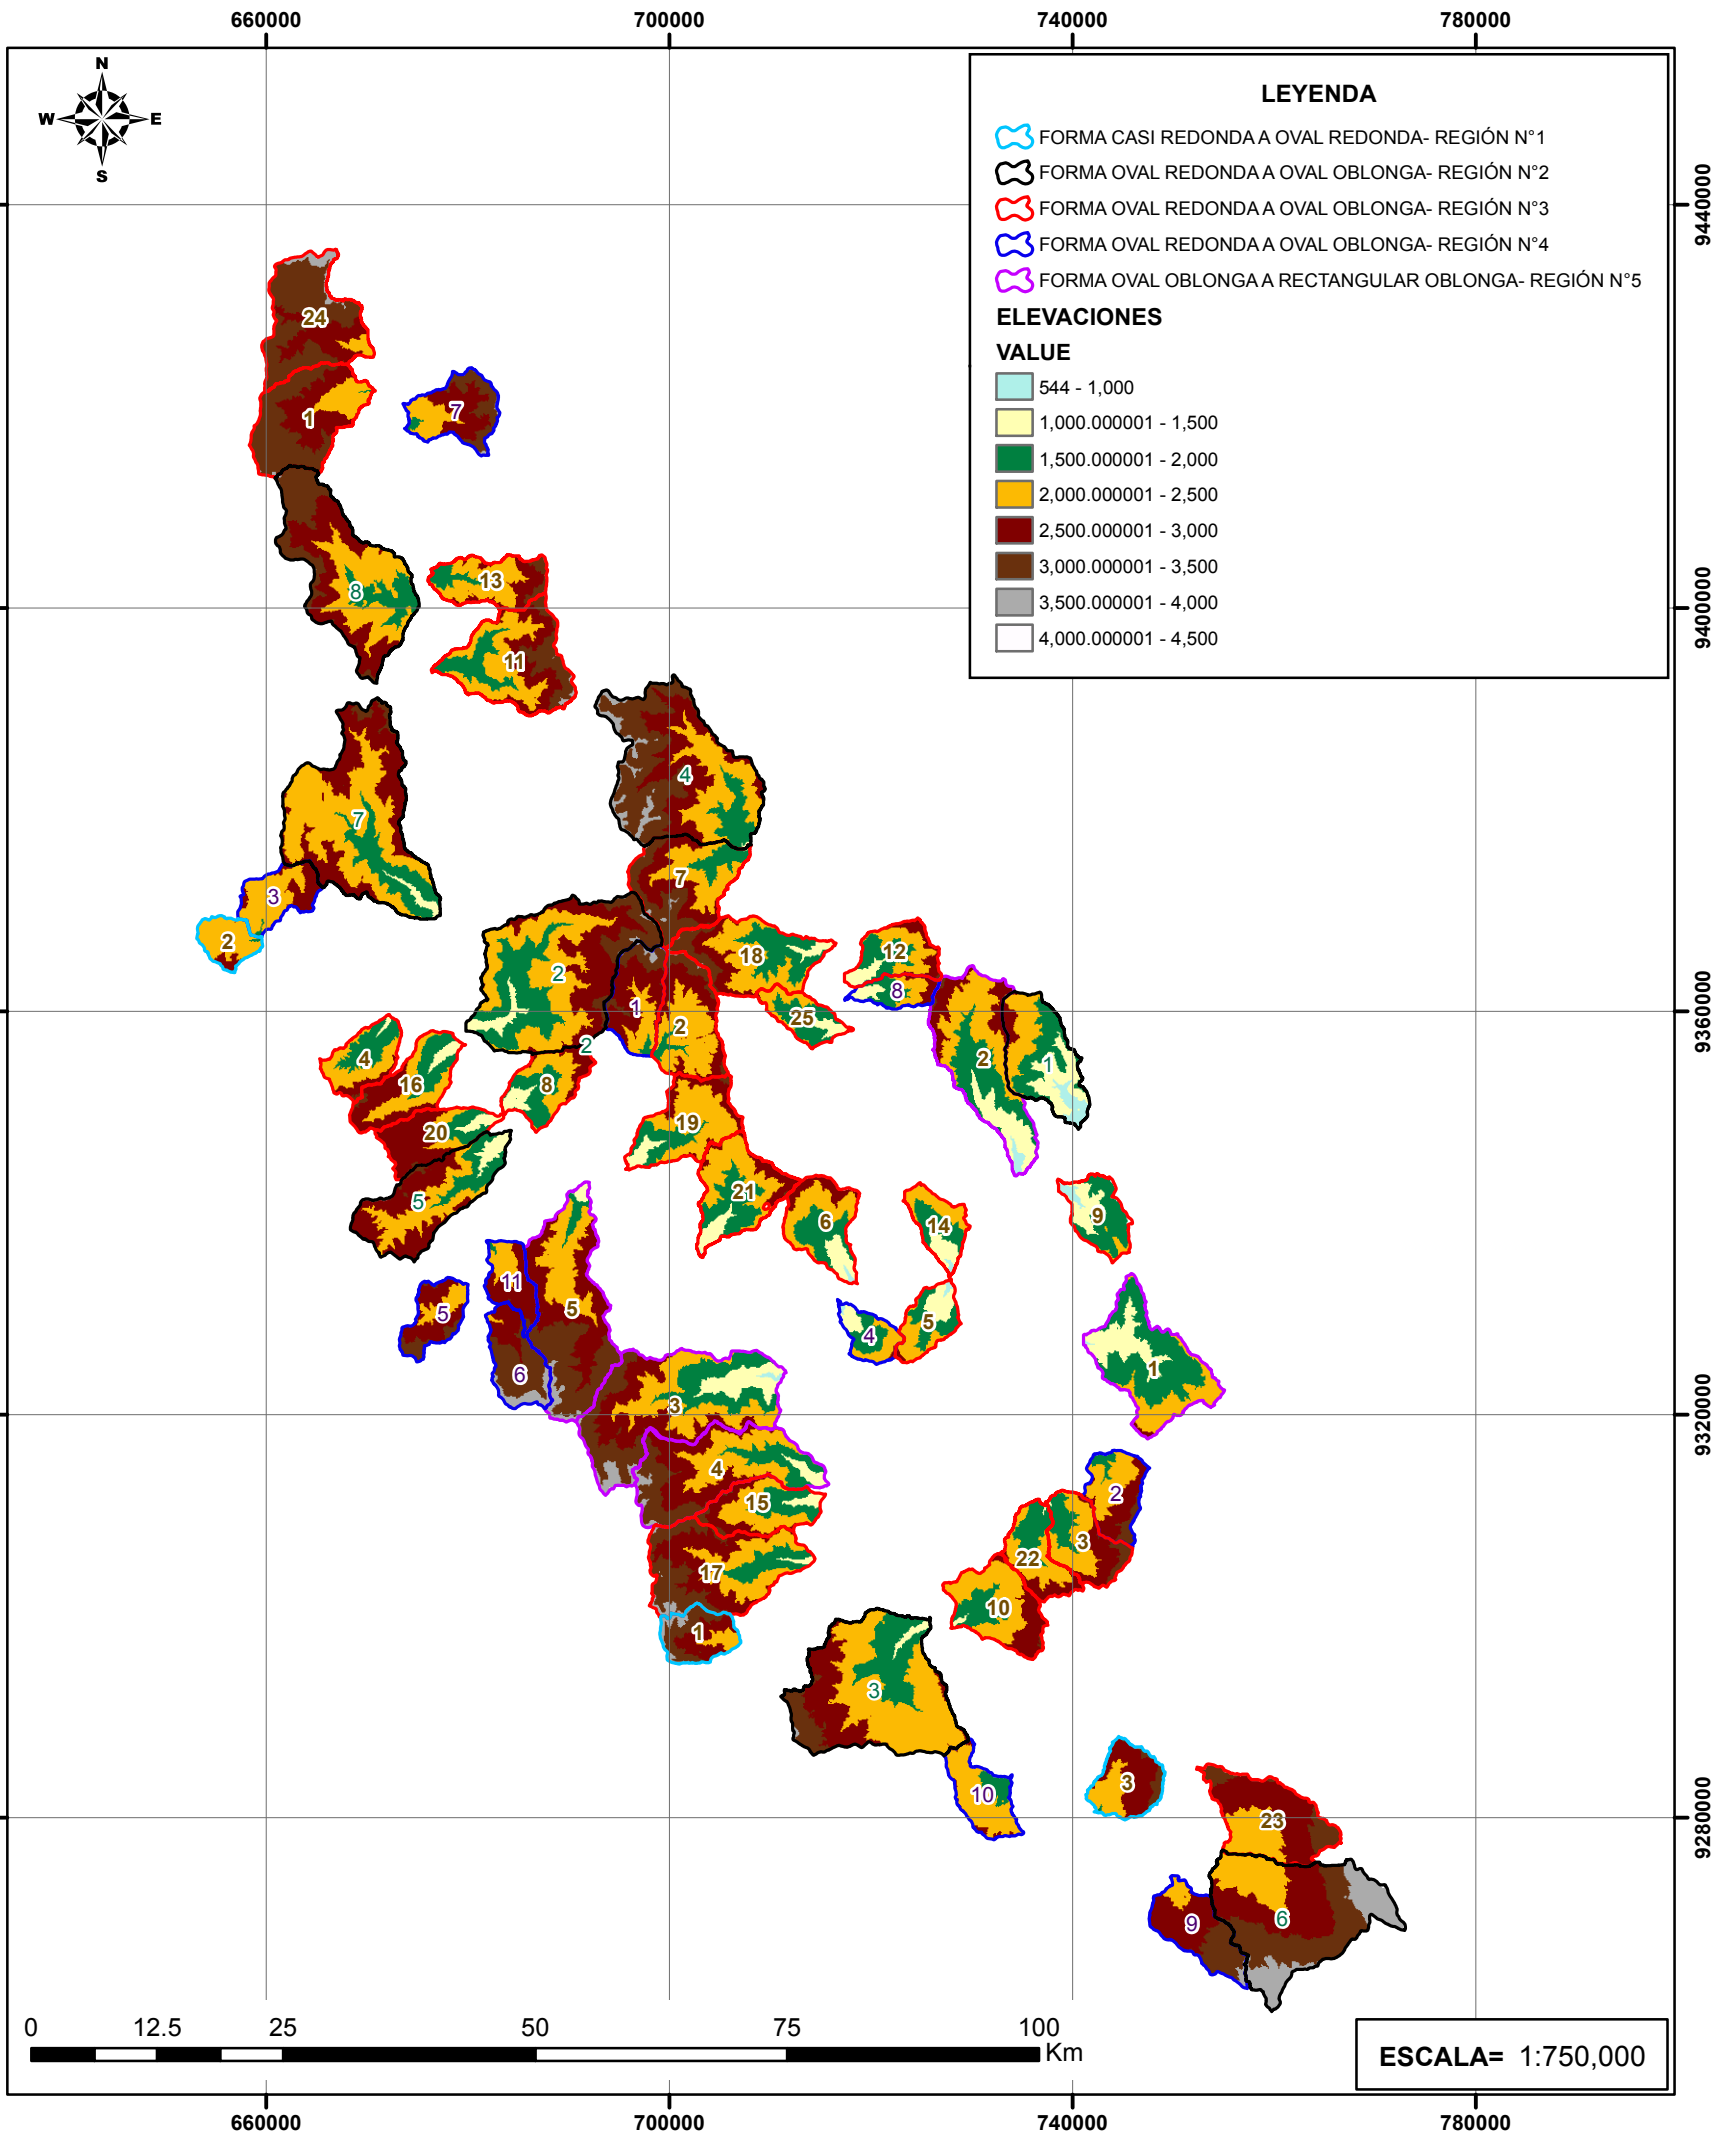 660000 700000 740000 780000
N
W E
S
LEYENDA
FORMA CASI REDONDA A OVAL REDONDA- REGIÓN N°1
FORMA OVAL REDONDA A OVAL OBLONGA- REGIÓN N°2
FORMA OVAL REDONDA A OVAL OBLONGA- REGIÓN N°3
FORMA OVAL REDONDA A OVAL OBLONGA- REGIÓN N°4
FORMA OVAL OBLONGA A RECTANGULAR OBLONGA- REGIÓN N°5
ELEVACIONES
VALUE
544 - 1,000
1,000.000001 - 1,500
1,500.000001 - 2,000
2,000.000001 - 2,500
2,500.000001 - 3,000
3,000.000001 - 3,500
3,500.000001 - 4,000
4,000.000001 - 4,500
9440000
9400000
9360000
9320000
9280000
24
7
1
13
8
11
4
7
7
3
2
18
12
2
8
1
2
25
2
4
2
1
16
8
19
20
21
5
6
14
9
11
5
5
5
4
6
1
3
4
2
15
3
22
17
10
1
3
3
10
23
6
9
0 12.5 25 50 75 100
Km
ESCALA= 1:750,000
660000 700000 740000 780000